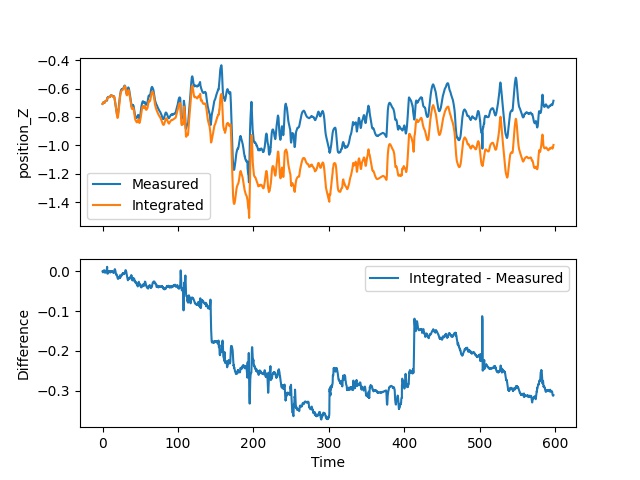 position_Z
−0.4
−0.6
−0.8
−1.0
−1.2
−1.4
Measured
Integrated
Difference
0.0
−0.1
−0.2
−0.3
Integrated - Measured
0 100 200 300 400 500 600
Time